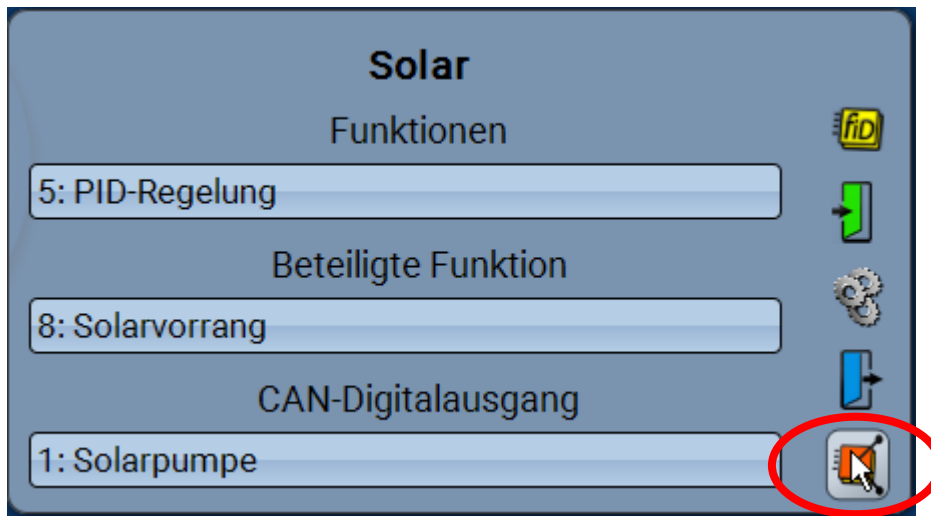 Solar
Funktionen
fiD
5: PID-Regelung
Beteiligte Funktion
8: Solarvorrang
CAN-Digitalausgang
1: Solarpumpe